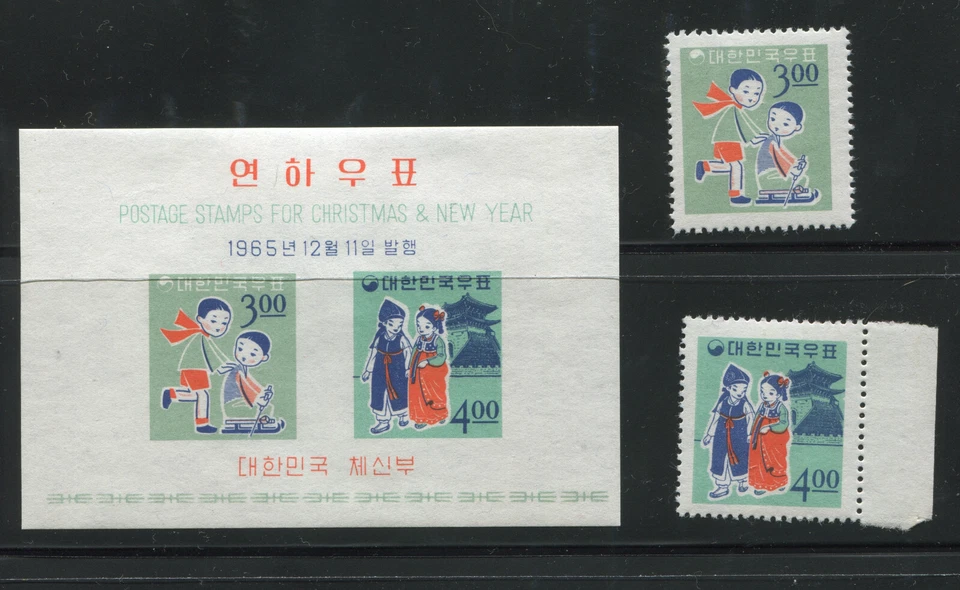 연하우표
POSTAGE STAMPS FOR CHRISTMAS & NEW YEAR
1965년 12월 11일 발행
대한민국우표
3.00
대한민국우표
4.00
대한민국 체신부
대한민국우표
3.00
대한민국우표
4.00